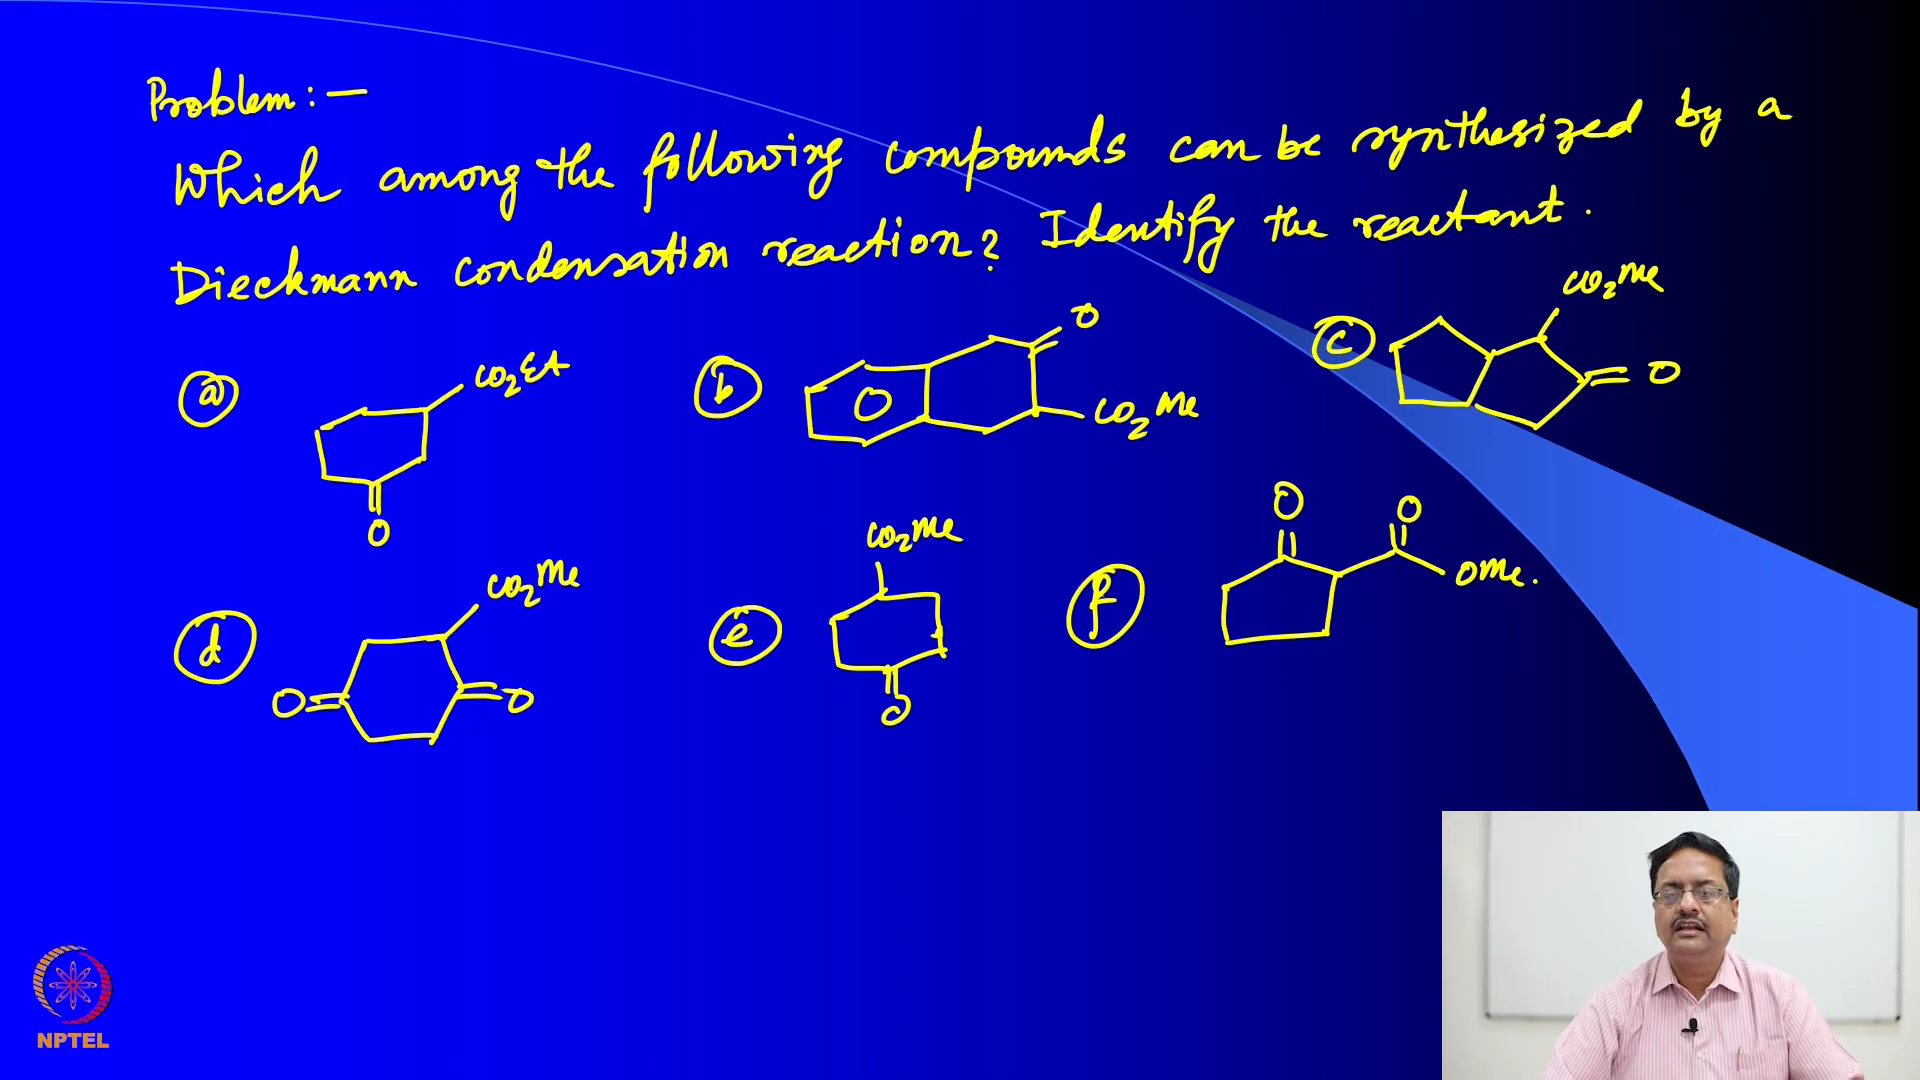 Problem:—
Which among the following compounds can be synthesized by a
Dieckmann condensation reaction? Identify the reactant.
(a) CO2Et O
(b) O CO2Me
(c) CO2Me O
(d) CO2Me O O
(e) CO2Me O
(f) O O OMe.
NPTEL